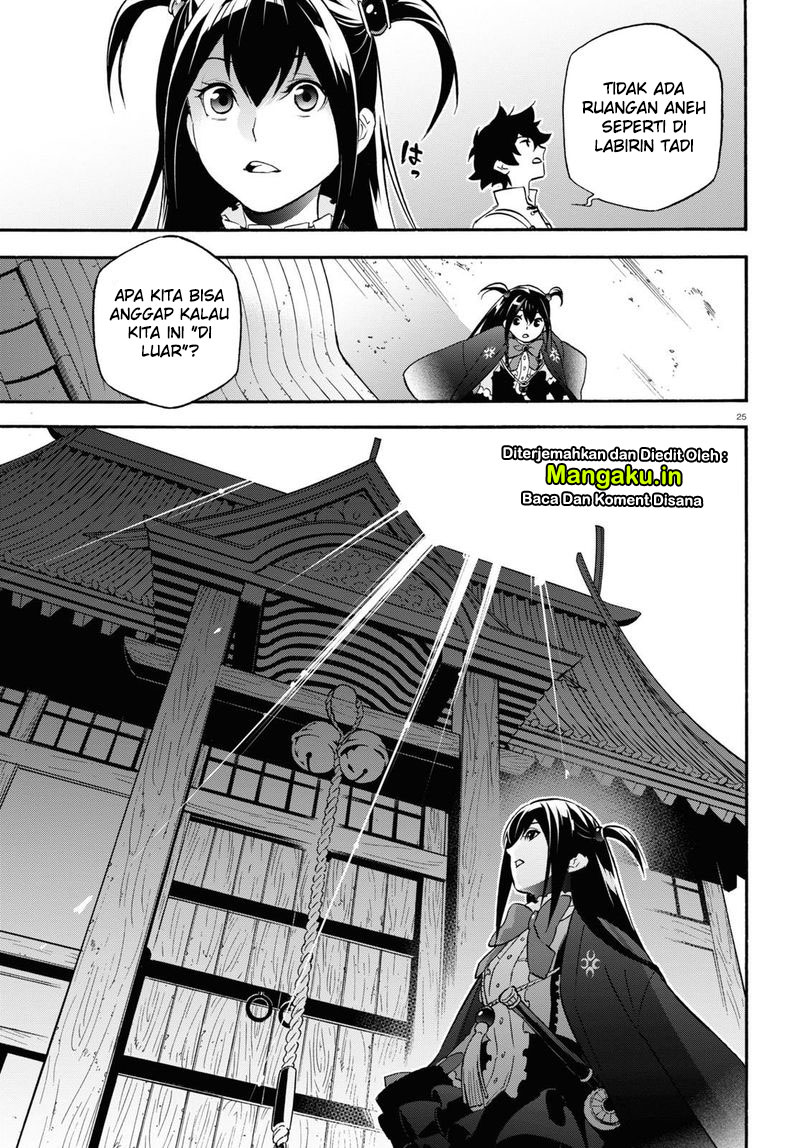 TIDAK ADA
RUANGAN ANEH
SEPERTI DI
LABIRIN TADI
はっ
APA KITA BISA
ANGGAP KALAU
KITA INI "DI
LUAR"?
25
Diterjemahkan dan Diedit Oleh :
Mangaku.in
Baca Dan Koment Disana